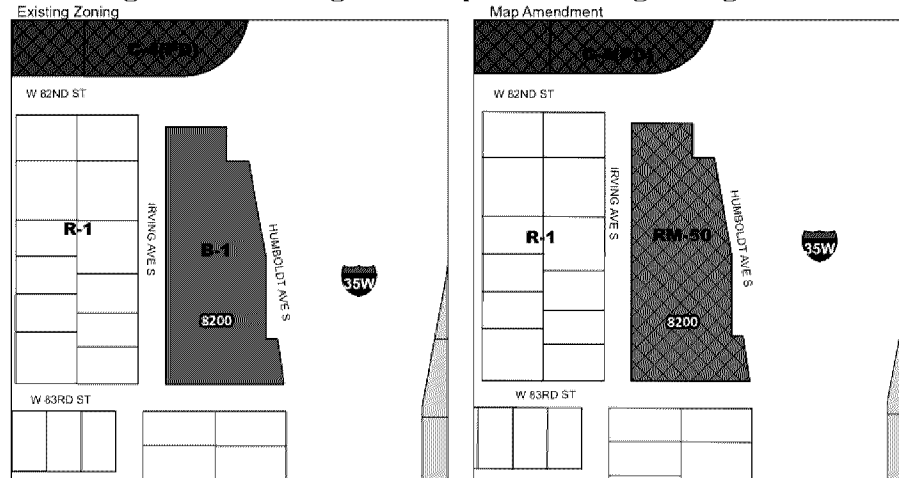 Existing Zoning
Map Amendment
W 82ND ST
R-1
IRVING AVE S
B-1
HUMBOLDT AVE S
35W
8200
W 83RD ST
W 82ND ST
R-1
IRVING AVE S
RM-50
HUMBOLDT AVE S
35W
8200
W 83RD ST